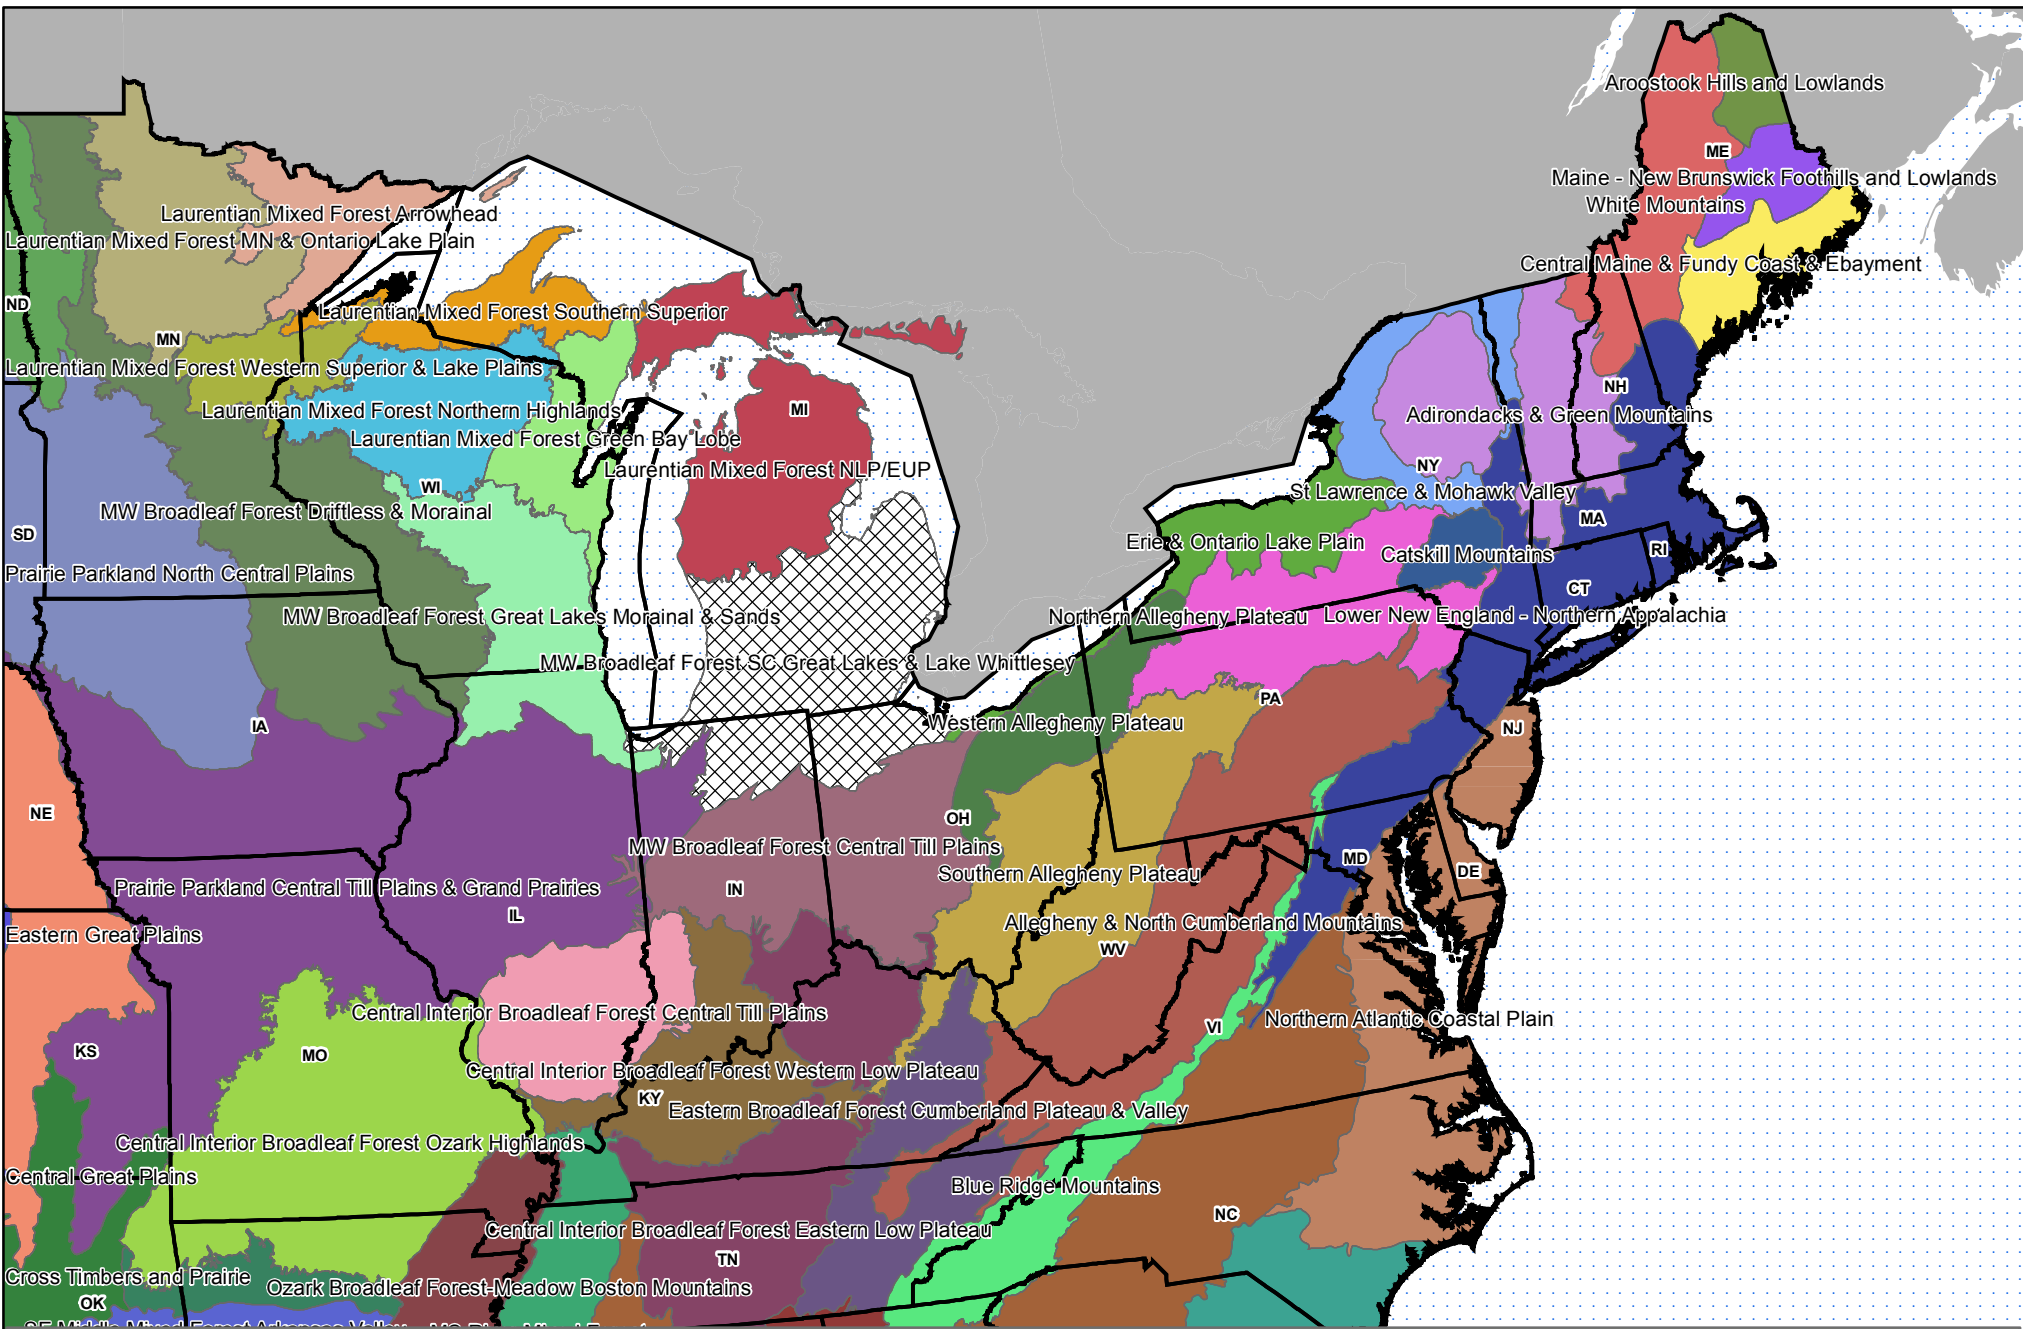 Aroostook Hills and Lowlands
ME
Maine - New Brunswick Foothills and Lowlands
White Mountains
Laurentian Mixed Forest Arrowhead
Laurentian Mixed Forest MN & Ontario Lake Plain
Central Maine & Fundy Coast & Ebayment
ND
Laurentian Mixed Forest Southern Superior
MN
Laurentian Mixed Forest Western Superior & Lake Plains
NH
Laurentian Mixed Forest Northern Highlands
MI
Adirondacks & Green Mountains
Laurentian Mixed Forest Green Bay Lobe
Laurentian Mixed Forest NLP/EUP
NY
WI
St Lawrence & Mohawk Valley
MW Broadleaf Forest Driftless & Morainal
MA
SD
Erie & Ontario Lake Plain
Catskill Mountains
RI
Prairie Parkland North Central Plains
CT
MW Broadleaf Forest Great Lakes Morainal & Sands
Northern Allegheny Plateau
Lower New England - Northern Appalachia
MW Broadleaf Forest SC Great Lakes & Lake Whittlesey
PA
IA
Western Allegheny Plateau
NJ
NE
OH
MW Broadleaf Forest Central Till Plains
MD
Southern Allegheny Plateau
DE
Prairie Parkland Central Till Plains & Grand Prairies
IN
IL
Allegheny & North Cumberland Mountains
Eastern Great Plains
WV
Central Interior Broadleaf Forest Central Till Plains
Northern Atlantic Coastal Plain
VI
KS
MO
Central Interior Broadleaf Forest Western Low Plateau
KY
Eastern Broadleaf Forest Cumberland Plateau & Valley
Central Interior Broadleaf Forest Ozark Highlands
Central Great Plains
Blue Ridge Mountains
NC
Central Interior Broadleaf Forest Eastern Low Plateau
TN
Cross Timbers and Prairie
Ozark Broadleaf Forest-Meadow Boston Mountains
OK
SE Middle Mixed Forest Arkansas Valley